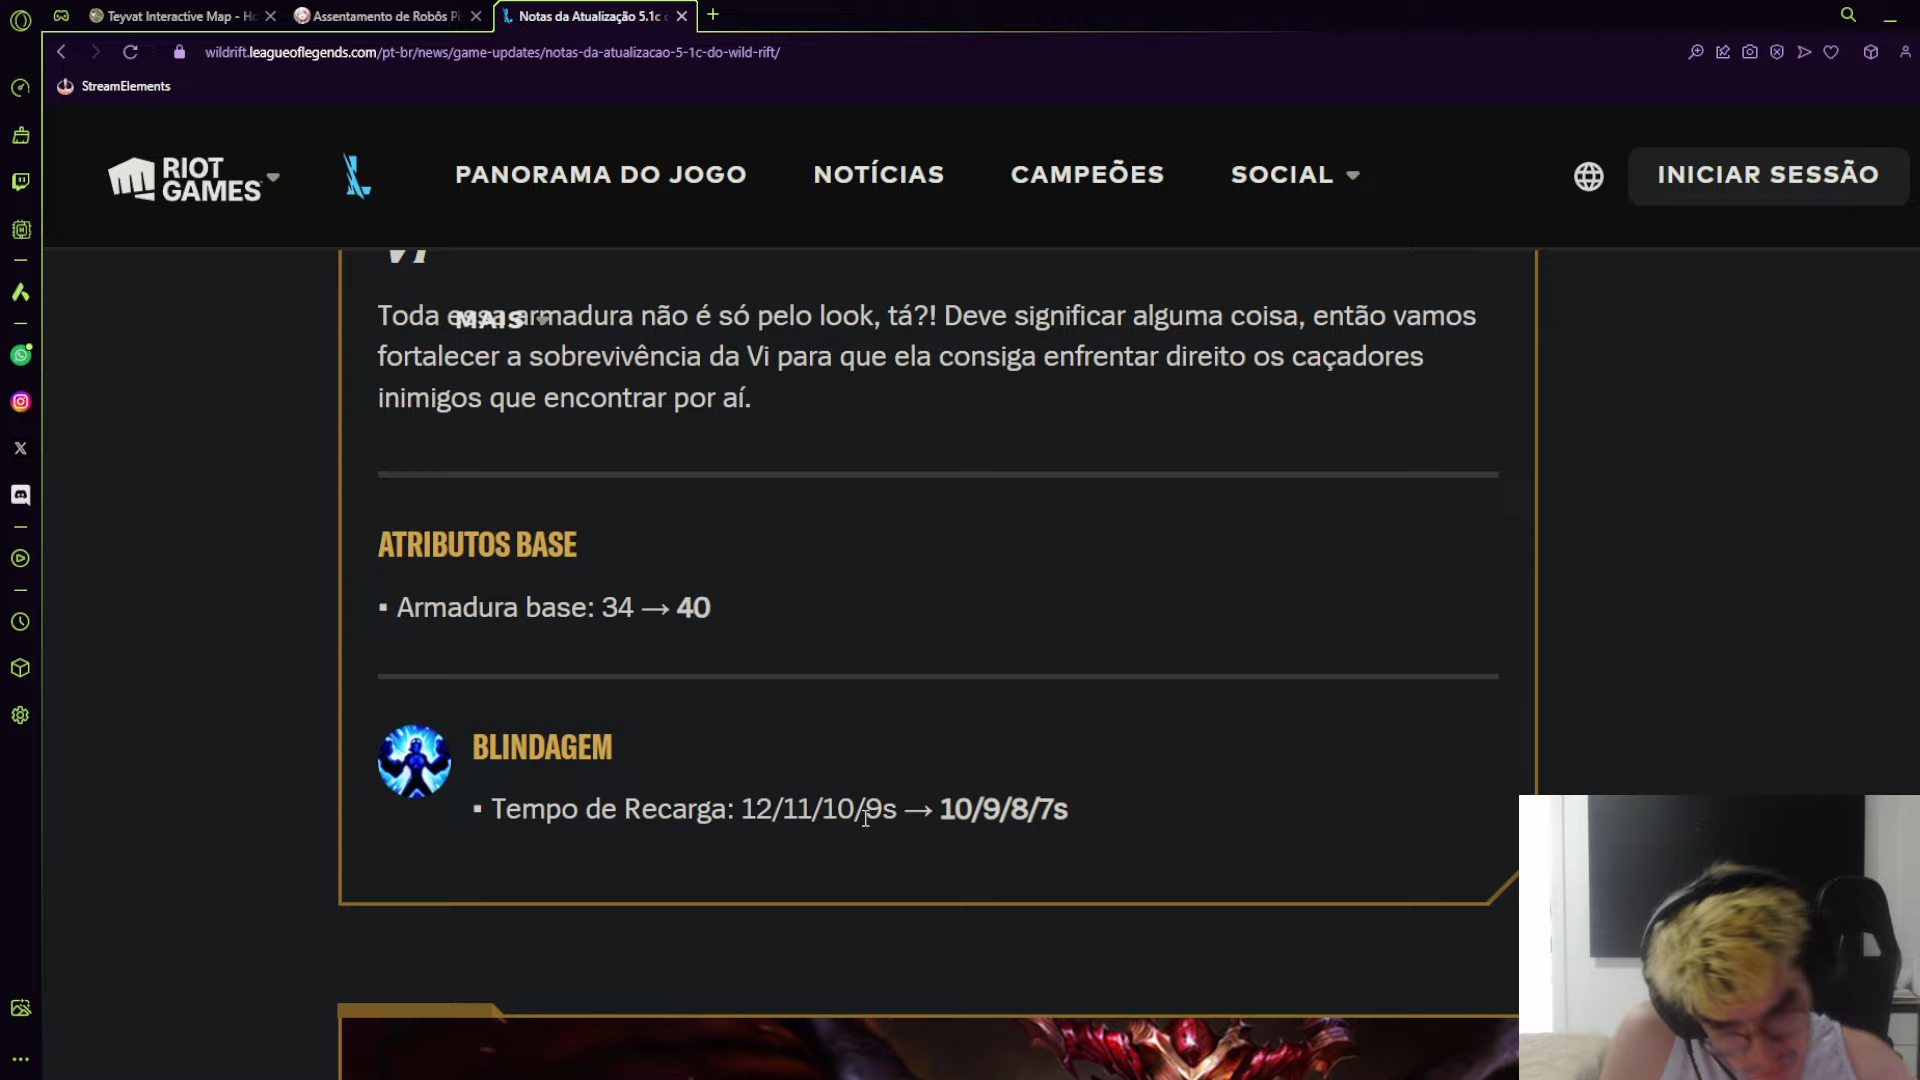 Teyvat Interactive Map - Ho
Assentamento de Robôs P
Notas da Atualização 5.1c
wildrift.leagueoflegends.com/pt-br/news/game-updates/notas-da-atualizacao-5-1c-do-wild-rift/
StreamElements
RIOT GAMES
PANORAMA DO JOGO
NOTÍCIAS
CAMPEÕES
SOCIAL
INICIAR SESSÃO
MAIS
VI
Toda essa armadura não é só pelo look, tá?! Deve significar alguma coisa, então vamos
fortalecer a sobrevivência da Vi para que ela consiga enfrentar direito os caçadores
inimigos que encontrar por aí.
ATRIBUTOS BASE
▪ Armadura base: 34 → 40
BLINDAGEM
▪ Tempo de Recarga: 12/11/10/9s → 10/9/8/7s